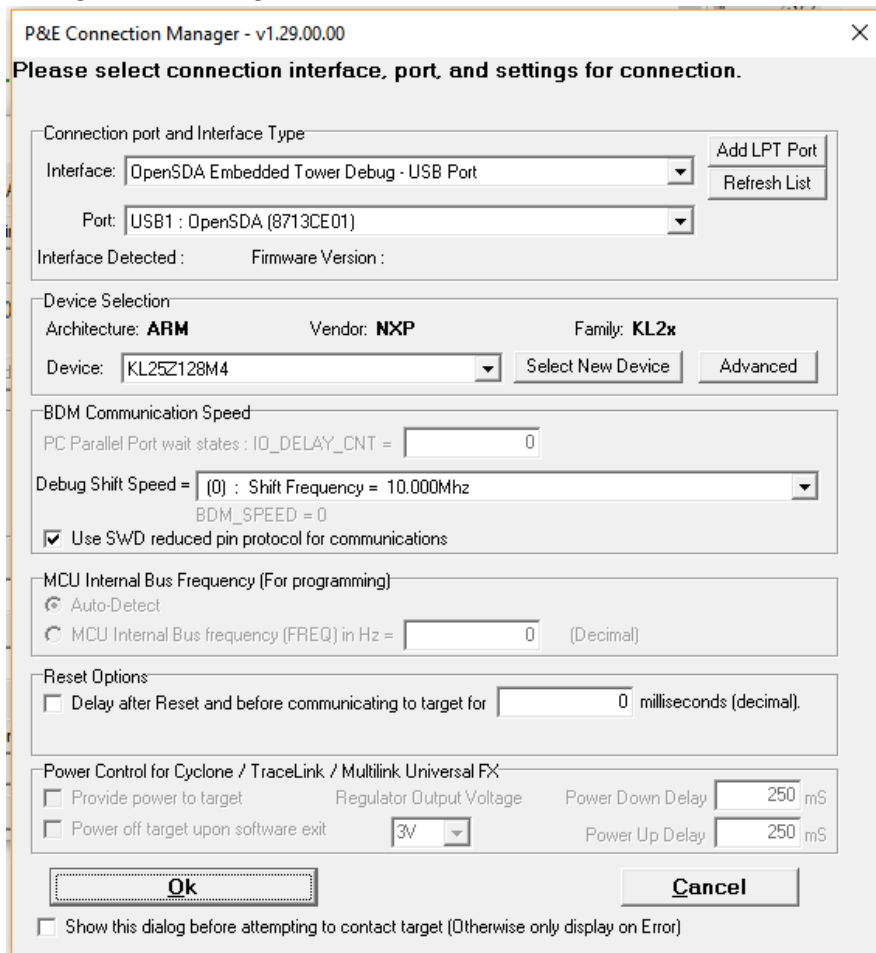 P&E Connection Manager - v1.29.00.00
Please select connection interface, port, and settings for connection.
Connection port and Interface Type
Add LPT Port
Interface: OpenSDA Embedded Tower Debug - USB Port
Refresh List
Port: USB1 : OpenSDA (8713CE01)
Interface Detected : Firmware Version :
Device Selection
Architecture: ARM Vendor: NXP Family: KL2x
Device: KL25Z128M4 Select New Device Advanced
BDM Communication Speed
PC Parallel Port wait states : IO_DELAY_CNT = 0
Debug Shift Speed = (0) : Shift Frequency = 10.000Mhz
BDM_SPEED = 0
Use SWD reduced pin protocol for communications
MCU Internal Bus Frequency (For programming)
Auto-Detect
MCU Internal Bus frequency (FREQ) in Hz = 0 (Decimal)
Reset Options
Delay after Reset and before communicating to target for 0 milliseconds (decimal).
Power Control for Cyclone / TraceLink / Multilink Universal FX
Provide power to target Regulator Output Voltage Power Down Delay 250 mS
Power off target upon software exit 3V Power Up Delay 250 mS
Ok Cancel
Show this dialog before attempting to contact target (Otherwise only display on Error)